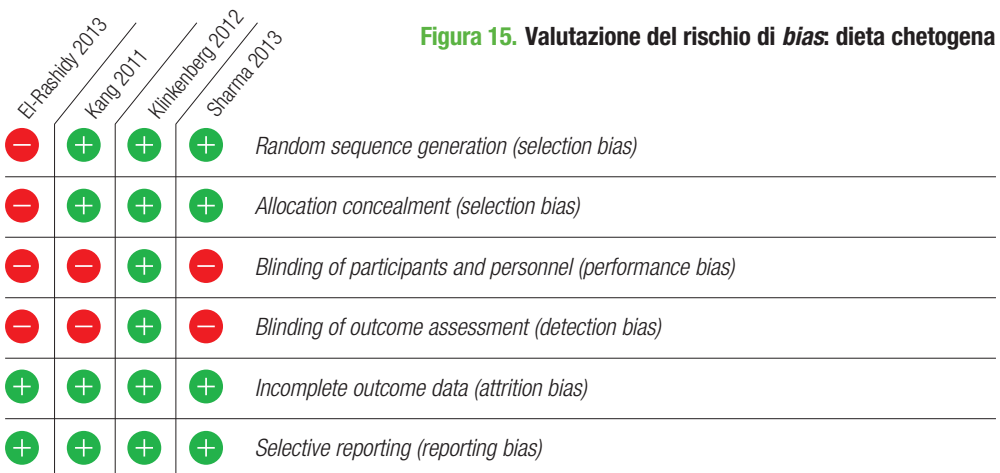 Figura 15. Valutazione del rischio di bias: dieta chetogena
El-Rashidy 2013
Kang 2011
Klinkenberg 2012
Sharma 2013
− + + + Random sequence generation (selection bias)
− + + + Allocation concealment (selection bias)
− − + − Blinding of participants and personnel (performance bias)
− − + − Blinding of outcome assessment (detection bias)
+ + + + Incomplete outcome data (attrition bias)
+ + + + Selective reporting (reporting bias)